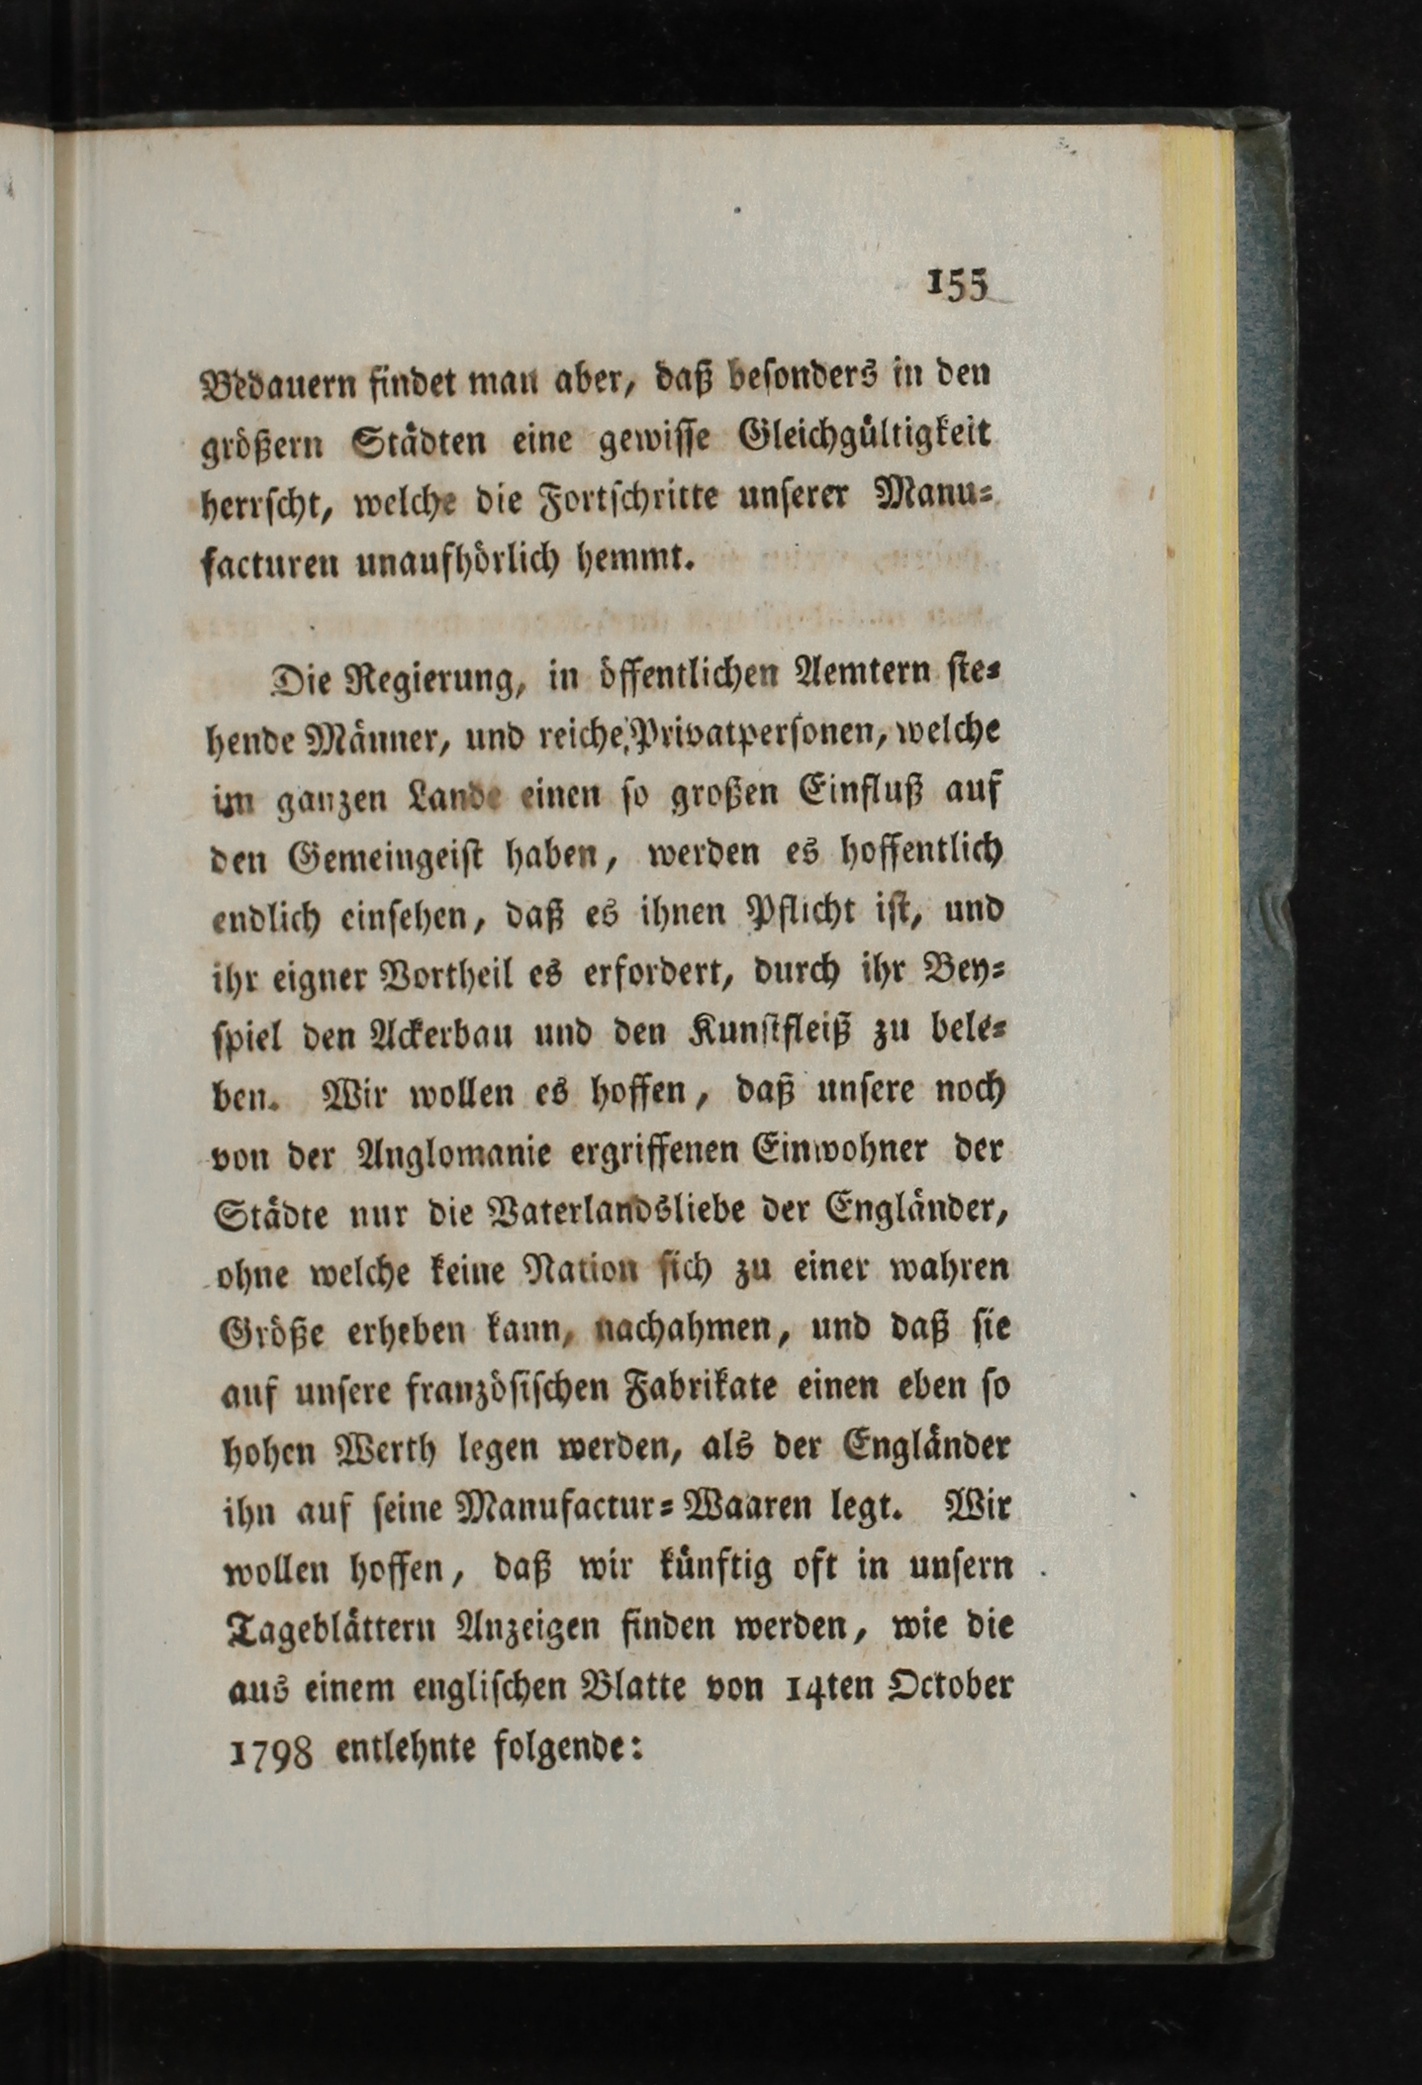 155
Bedauern findet man aber, daß beſonders in den
größern Städten eine gewiſſe Gleichgültigkeit
herrſcht, welche die Fortſchritte unſerer Manu⸗
facturen unaufhörlich hemmt.
Die Regierung, in öffentlichen Aemtern ſte⸗
hende Männer, und reiche Privatperſonen, welche
im ganzen Lande einen ſo großen Einfluß auf
den Gemeingeiſt haben, werden es hoffentlich
endlich einſehen, daß es ihnen Pflicht iſt, und
ihr eigner Vortheil es erfordert, durch ihr Bey⸗
ſpiel den Ackerbau und den Kunſtfleiß zu bele⸗
ben. Wir wollen es hoffen, daß unſere noch
von der Anglomanie ergriffenen Einwohner der
Städte nur die Vaterlandsliebe der Engländer,
ohne welche keine Nation ſich zu einer wahren
Größe erheben kann, nachahmen, und daß ſie
auf unſere franzöſiſchen Fabrikate einen eben ſo
hohen Werth legen werden, als der Engländer
ihn auf ſeine Manufactur⸗Waaren legt. Wir
wollen hoffen, daß wir künftig oft in unſern
Tageblättern Anzeigen finden werden, wie die
aus einem engliſchen Blatte von 14ten October
1798 entlehnte folgende: